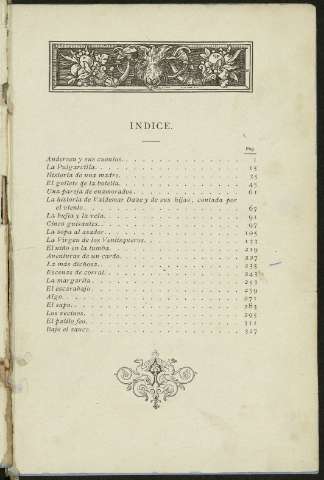 INDICE.
Pág.
Andersen y sus cuentos. 1
La Pulgarcilla. 15
Historia de una madre. 35
El gollete de la botella. 45
Una pareja de enamorados. 61
La historia de Valdemar Daae y de sus hijas, contada por
el viento. 67
La bujía y la vela. 91
Cinco guisantes. 97
La sopa al asador. 105
La Virgen de los Ventisqueros. 133
El niño en la tumba. 219
Aventuras de un cardo. 227
La más dichosa. 235
Escenas de corral. 243
La margarita. 253
El escarabajo. 259
Algo. 271
El sapo. 283
Los vecinos. 295
El patito feo. 311
Bajo el sauce. 327